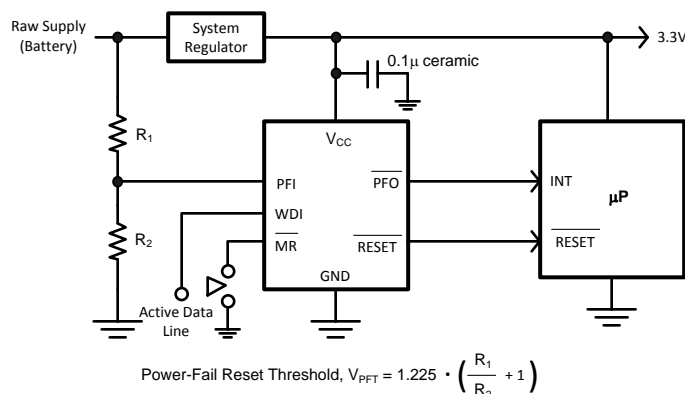 Raw Supply
(Battery)
System
Regulator
3.3V
0.1µ ceramic
R1
R2
VCC
PFI
WDI
MR
PFO
RESET
GND
INT
µP
RESET
Active Data
Line
Power-Fail Reset Threshold, VPFT = 1.225 · ( R1 / R2 + 1 )